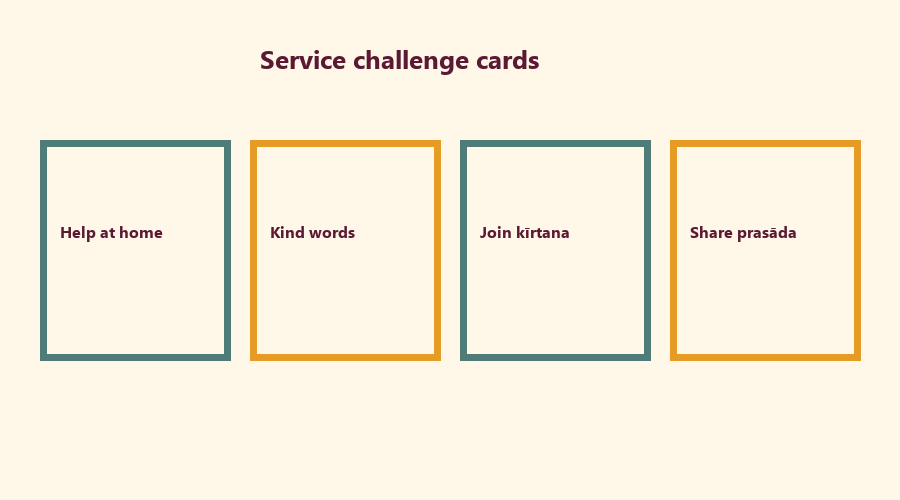 Service challenge cards
Help at home
Kind words
Join kīrtana
Share prasāda